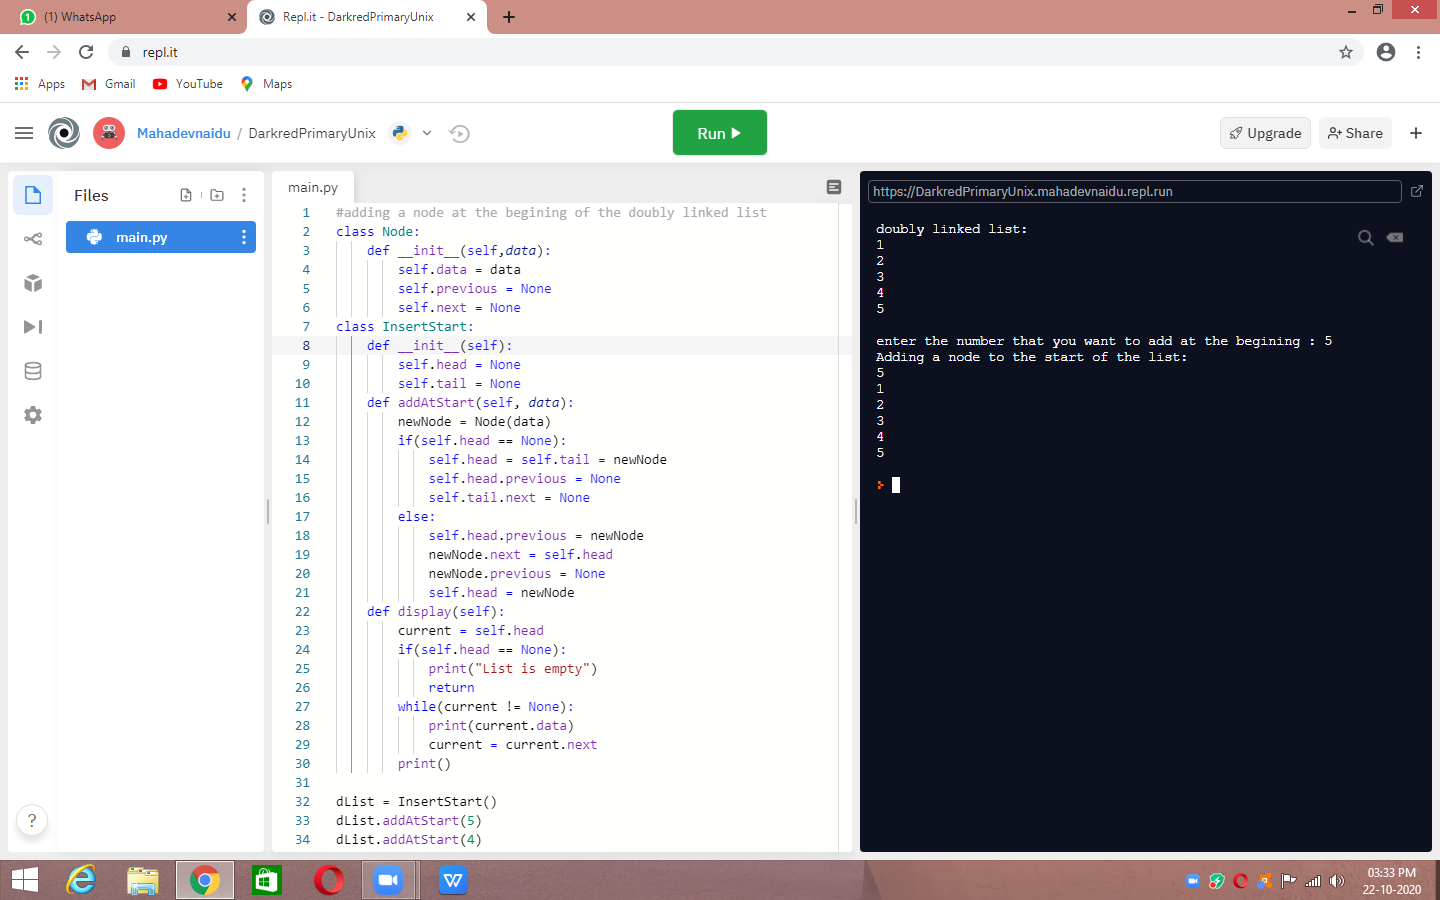 (1) WhatsApp
Repl.it - DarkredPrimaryUnix
repl.it
Apps
Gmail
YouTube
Maps
Mahadevnaidu / DarkredPrimaryUnix
Run
Upgrade
Share
Files
main.py
main.py
1 #adding a node at the begining of the doubly linked list
2 class Node:
3 def __init__(self,data):
4 self.data = data
5 self.previous = None
6 self.next = None
7 class InsertStart:
8 def __init__(self):
9 self.head = None
10 self.tail = None
11 def addAtStart(self, data):
12 newNode = Node(data)
13 if(self.head == None):
14 self.head = self.tail = newNode
15 self.head.previous = None
16 self.tail.next = None
17 else:
18 self.head.previous = newNode
19 newNode.next = self.head
20 newNode.previous = None
21 self.head = newNode
22 def display(self):
23 current = self.head
24 if(self.head == None):
25 print("List is empty")
26 return
27 while(current != None):
28 print(current.data)
29 current = current.next
30 print()
31
32 dList = InsertStart()
33 dList.addAtStart(5)
34 dList.addAtStart(4)
https://DarkredPrimaryUnix.mahadevnaidu.repl.run
doubly linked list:
1
2
3
4
5
enter the number that you want to add at the begining : 5
Adding a node to the start of the list:
5
1
2
3
4
5
?
03:33 PM
22-10-2020